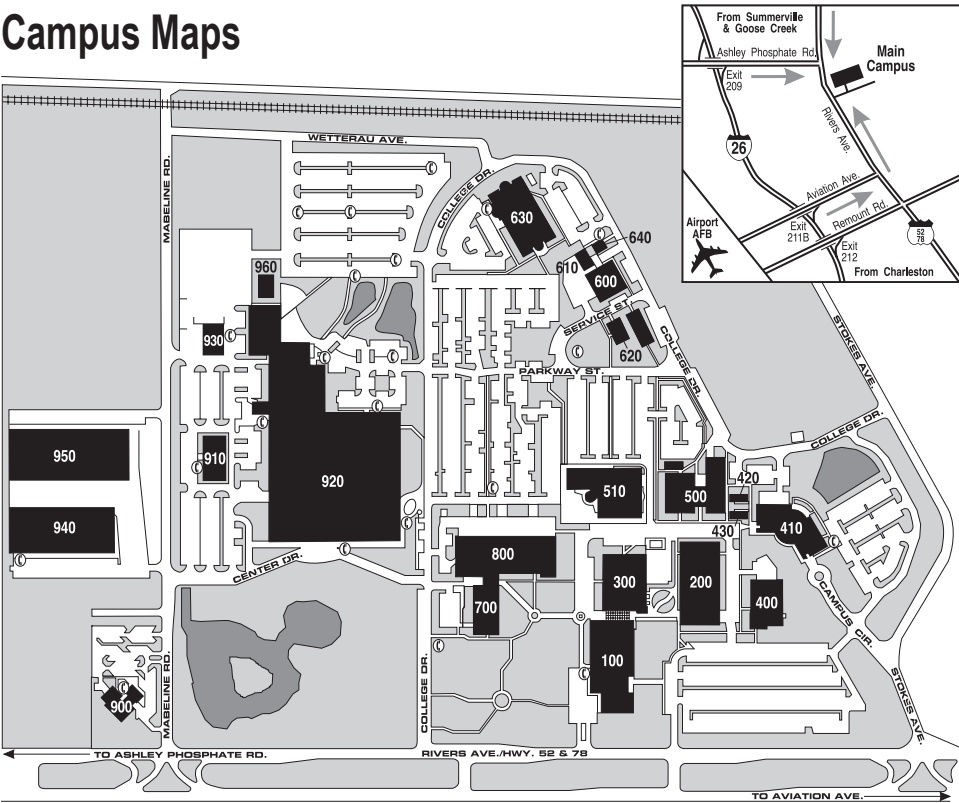 Campus Maps
From Summerville
& Goose Creek
Ashley Phosphate Rd.
Main
Campus
Exit
209
Rivers Ave.
26
Aviation Ave.
Remount Rd.
Airport
AFB
Exit
211B
Exit
212
52
78
From Charleston
WETTERAU AVE.
MABELINE RD.
COLLEGE DR.
630
640
610
600
960
SERVICE ST.
930
620
COLLEGE DR.
STOKES AVE.
PARKWAY ST.
COLLEGE DR.
950
910
920
510
500
420
940
430
410
800
CENTER DR.
300
200
400
700
CAMPUS CIR.
100
900
MABELINE RD.
COLLEGE DR.
STOKES AVE.
TO ASHLEY PHOSPHATE RD.
RIVERS AVE./HWY. 52 & 78
TO AVIATION AVE.